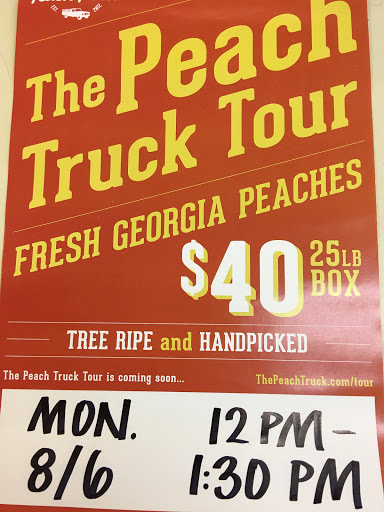 The Peach
Truck Tour
FRESH GEORGIA PEACHES
$40 25LB BOX
TREE RIPE and HANDPICKED
The Peach Truck Tour is coming soon... ThePeachTruck.com/tour
MON. 12 PM-
8/6 1:30 PM